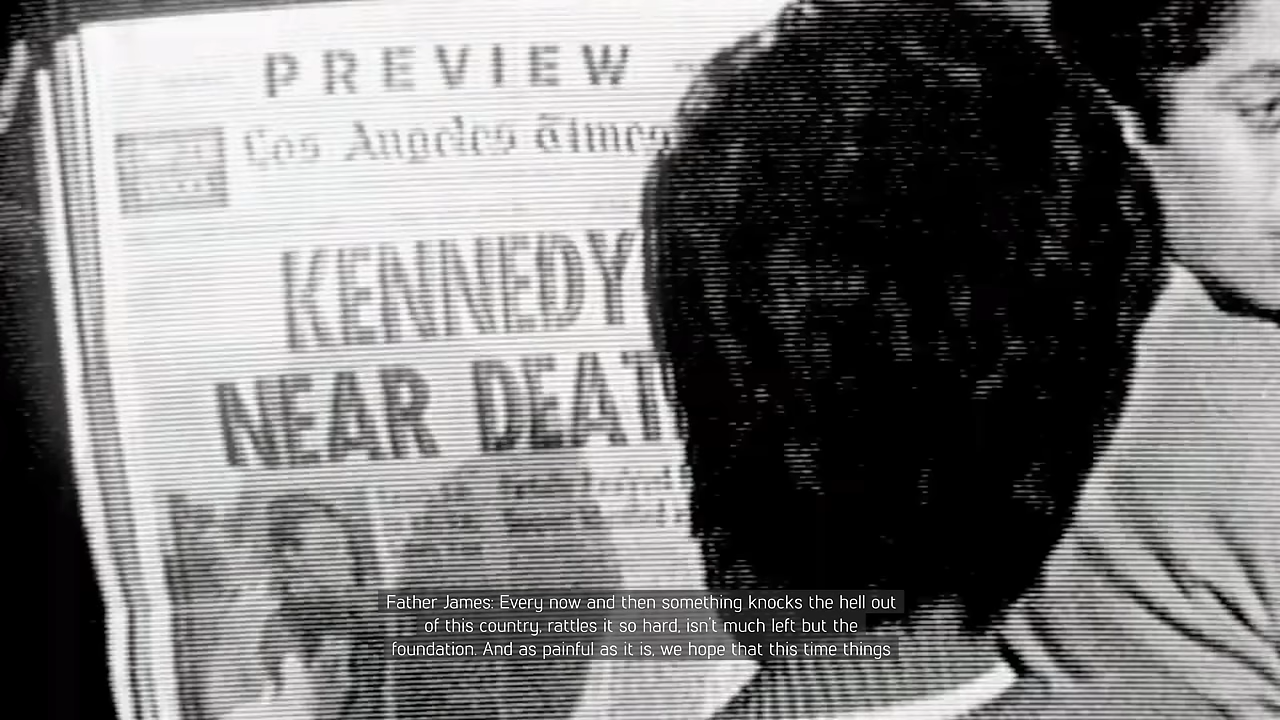 PREVIEW
Los Angeles Times
KENNEDY
NEAR DEAT
Father James: Every now and then something knocks the hell out
of this country, rattles it so hard, isn't much left but the
foundation. And as painful as it is, we hope that this time things